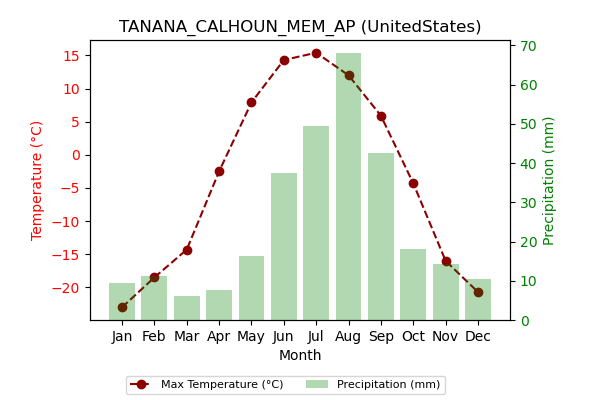 TANANA_CALHOUN_MEM_AP (UnitedStates)
Temperature (°C)
15
10
5
0
−5
−10
−15
−20
70
60
50
40
30
20
10
0
Precipitation (mm)
Jan Feb Mar Apr May Jun Jul Aug Sep Oct Nov Dec
Month
Max Temperature (°C) Precipitation (mm)